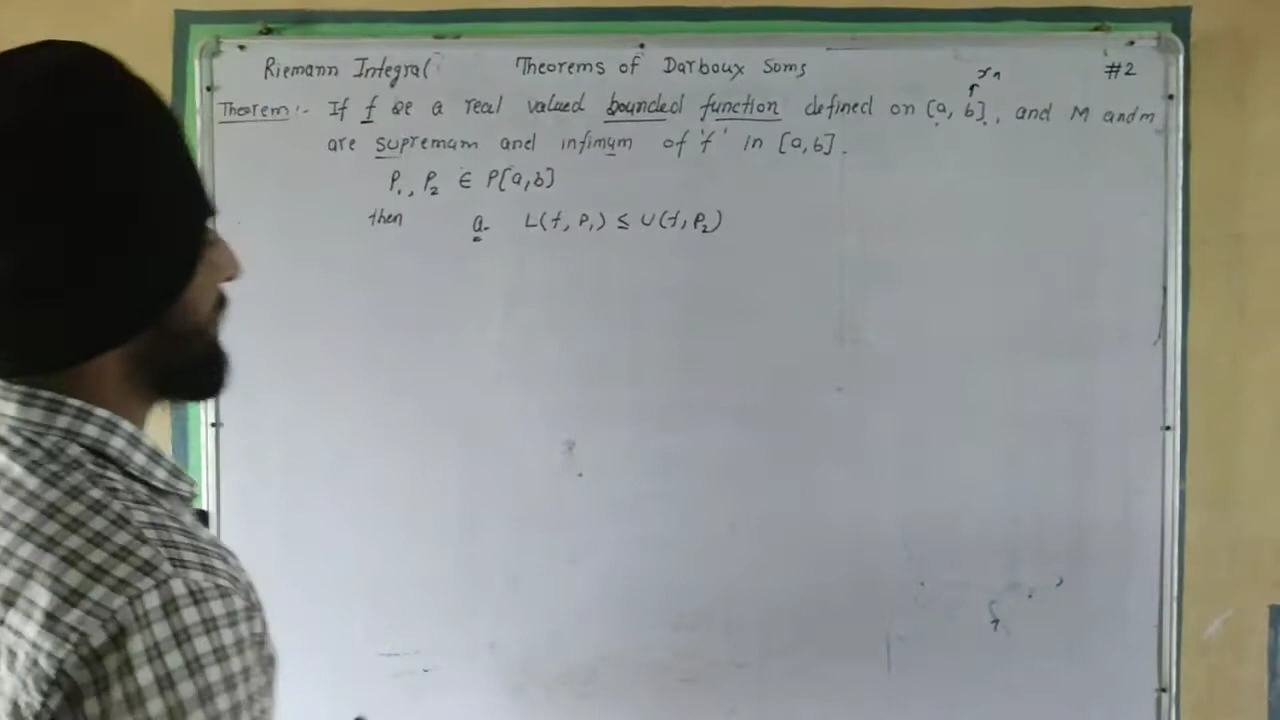 Riemann Integral Theorems of Darboux Sums #2
x₁
Theorem:- If f be a real valued bounded function defined on [a, b], and M and m
are supremum and infimum of 'f' in [a,b].
P₁, P₂ ∈ P[a,b]
then a. L(f, P₁) ≤ U(f, P₂)